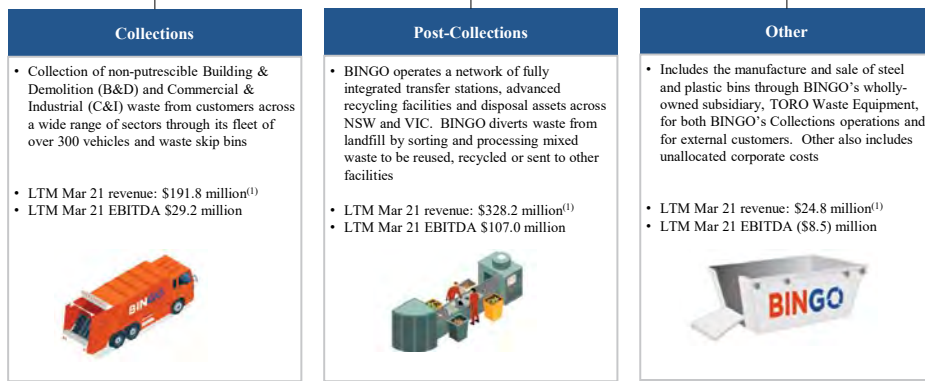 Collections
• Collection of non-putrescible Building &
Demolition (B&D) and Commercial &
Industrial (C&I) waste from customers across
a wide range of sectors through its fleet of
over 300 vehicles and waste skip bins
• LTM Mar 21 revenue: $191.8 million(1)
• LTM Mar 21 EBITDA $29.2 million
BINGO
Post-Collections
• BINGO operates a network of fully
integrated transfer stations, advanced
recycling facilities and disposal assets across
NSW and VIC. BINGO diverts waste from
landfill by sorting and processing mixed
waste to be reused, recycled or sent to other
facilities
• LTM Mar 21 revenue: $328.2 million(1)
• LTM Mar 21 EBITDA $107.0 million
Other
• Includes the manufacture and sale of steel
and plastic bins through BINGO's wholly-
owned subsidiary, TORO Waste Equipment,
for both BINGO's Collections operations and
for external customers. Other also includes
unallocated corporate costs
• LTM Mar 21 revenue: $24.8 million(1)
• LTM Mar 21 EBITDA ($8.5) million
BINGO